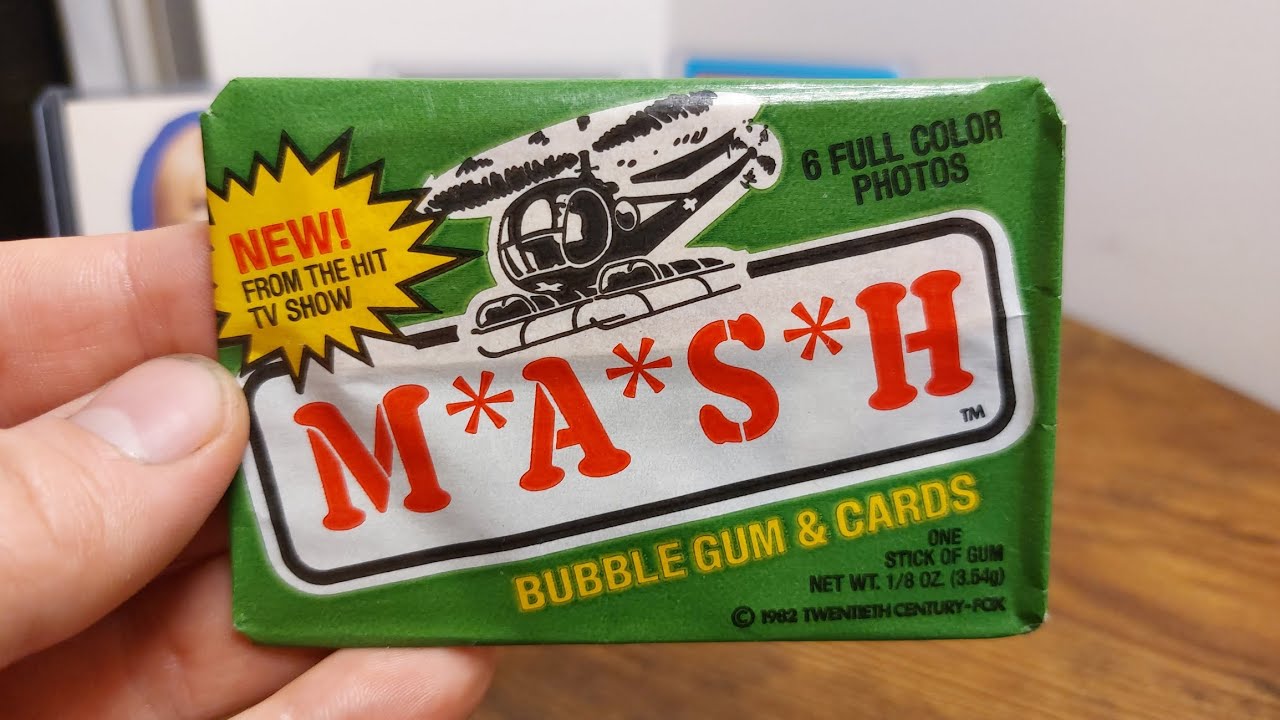 NEW!
FROM THE HIT
TV SHOW
6 FULL COLOR
PHOTOS
M*A*S*H
TM
BUBBLE GUM & CARDS
ONE
STICK OF GUM
NET WT. 1/8 OZ. (3.54g)
© 1982 TWENTIETH CENTURY-FOX